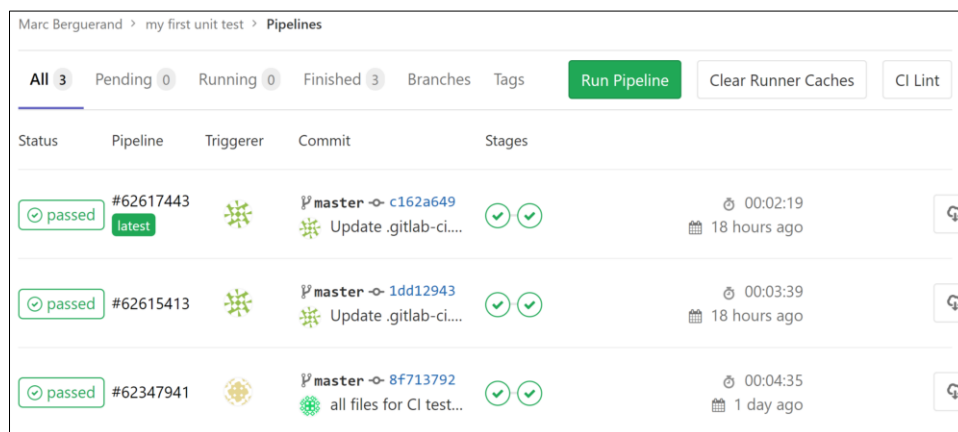 Marc Berguerand > my first unit test > Pipelines
All 3 Pending 0 Running 0 Finished 3 Branches Tags Run Pipeline Clear Runner Caches CI Lint
Status Pipeline Triggerer Commit Stages
passed #62617443 latest master c162a649 00:02:19
Update .gitlab-ci.... 18 hours ago
passed #62615413 master 1dd12943 00:03:39
Update .gitlab-ci.... 18 hours ago
passed #62347941 master 8f713792 00:04:35
all files for CI test... 1 day ago